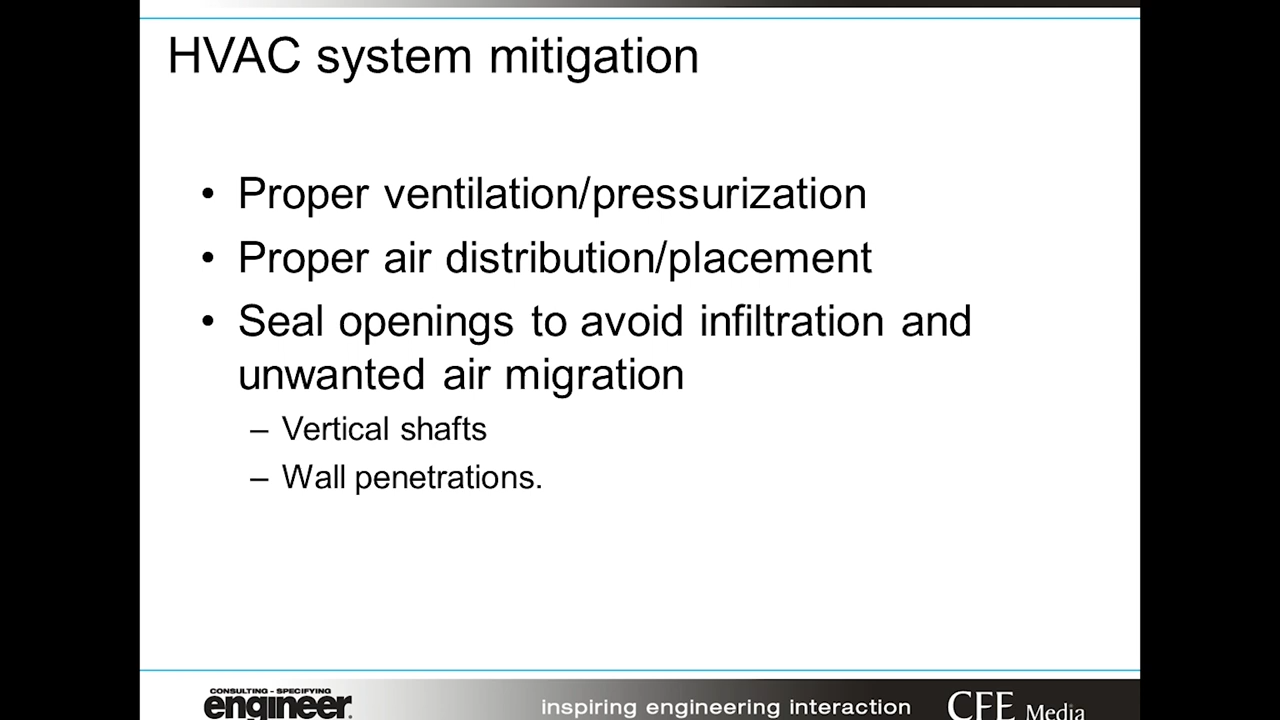 HVAC system mitigation
• Proper ventilation/pressurization
• Proper air distribution/placement
• Seal openings to avoid infiltration and
unwanted air migration
– Vertical shafts
– Wall penetrations.
CONSULTING - SPECIFYING
engineer®
inspiring engineering interaction
CFE Media